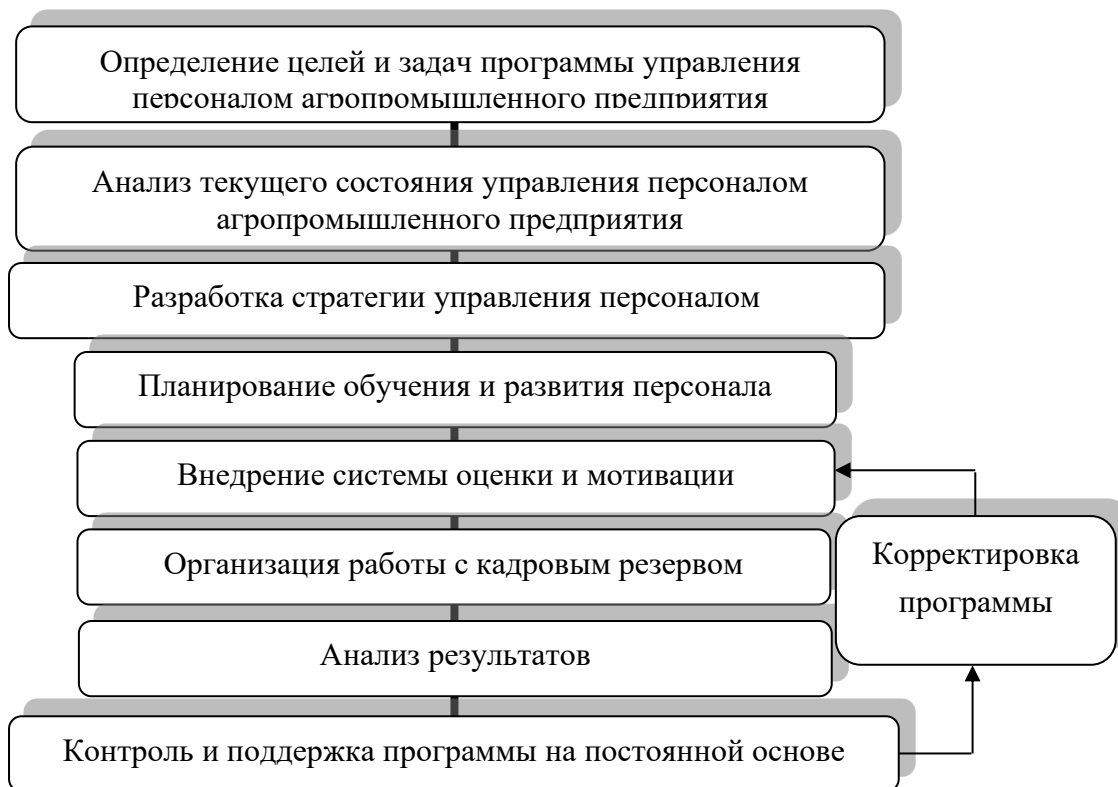 Определение целей и задач программы управления
персоналом агропромышленного предприятия
Анализ текущего состояния управления персоналом
агропромышленного предприятия
Разработка стратегии управления персоналом
Планирование обучения и развития персонала
Внедрение системы оценки и мотивации
Организация работы с кадровым резервом
Анализ результатов
Контроль и поддержка программы на постоянной основе
Корректировка
программы